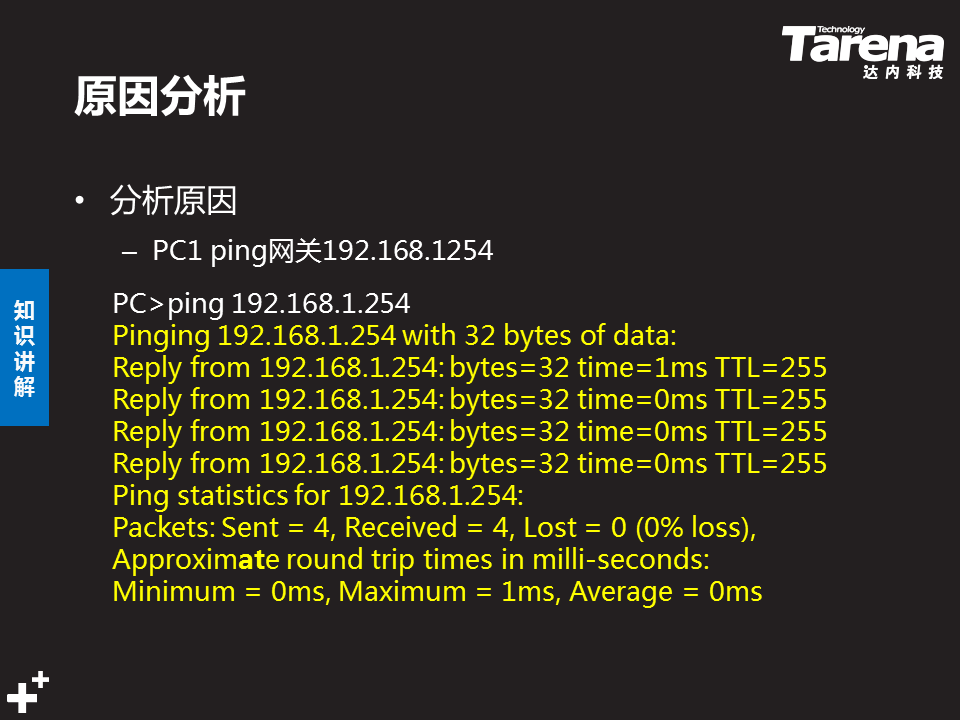 Technology
Tarena
达内科技
原因分析
• 分析原因
– PC1 ping网关192.168.1254
知识讲解
PC>ping 192.168.1.254
Pinging 192.168.1.254 with 32 bytes of data:
Reply from 192.168.1.254: bytes=32 time=1ms TTL=255
Reply from 192.168.1.254: bytes=32 time=0ms TTL=255
Reply from 192.168.1.254: bytes=32 time=0ms TTL=255
Reply from 192.168.1.254: bytes=32 time=0ms TTL=255
Ping statistics for 192.168.1.254:
Packets: Sent = 4, Received = 4, Lost = 0 (0% loss),
Approximate round trip times in milli-seconds:
Minimum = 0ms, Maximum = 1ms, Average = 0ms